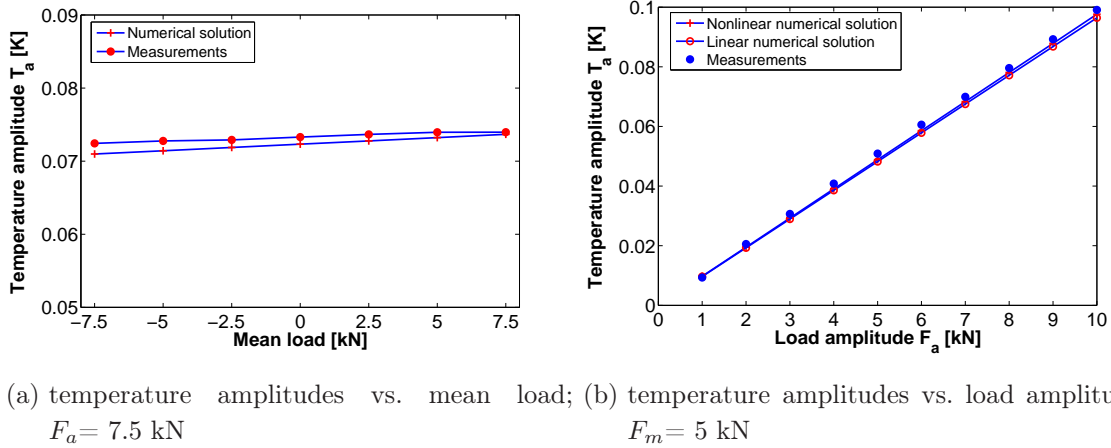 0.09
0.08
0.07
0.06
0.05
Temperature amplitude T_a [K]
Numerical solution
Measurements
−7.5 −5 −2.5 0 2.5 5 7.5
Mean load [kN]
0.1
0.08
0.06
0.04
0.02
0
Temperature amplitude T_a [K]
Nonlinear numerical solution
Linear numerical solution
Measurements
0 1 2 3 4 5 6 7 8 9 10
Load amplitude F_a [kN]
(a) temperature amplitudes vs. mean load;
F_a= 7.5 kN
(b) temperature amplitudes vs. load amplitu
F_m= 5 kN